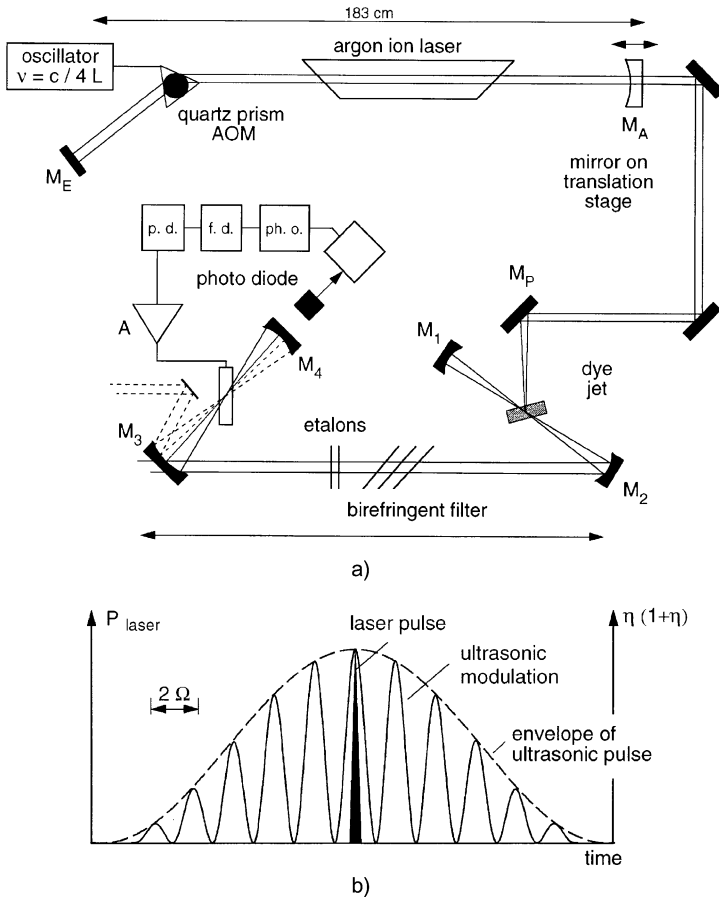 183 cm
oscillator
ν = c / 4 L
argon ion laser
quartz prism
AOM
M_A
M_E
mirror on
translation
stage
p. d.
f. d.
ph. o.
photo diode
M_P
A
M_1
M_4
dye
jet
M_3
etalons
M_2
birefringent filter
a)
P laser
η (1+η)
laser pulse
ultrasonic
modulation
2 Ω
envelope of
ultrasonic pulse
time
b)